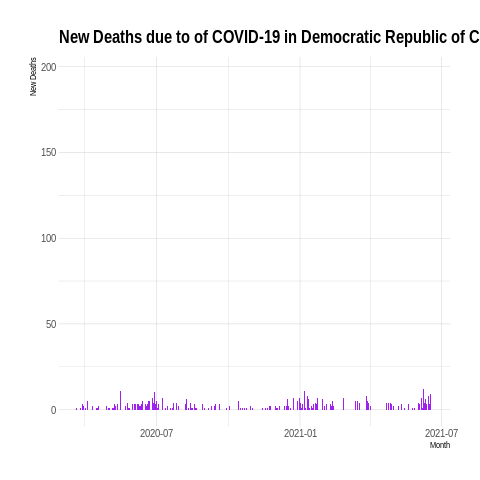 New Deaths due to of COVID-19 in Democratic Republic of C
New Deaths
200
150
100
50
0
2020-07 2021-01 2021-07
Month